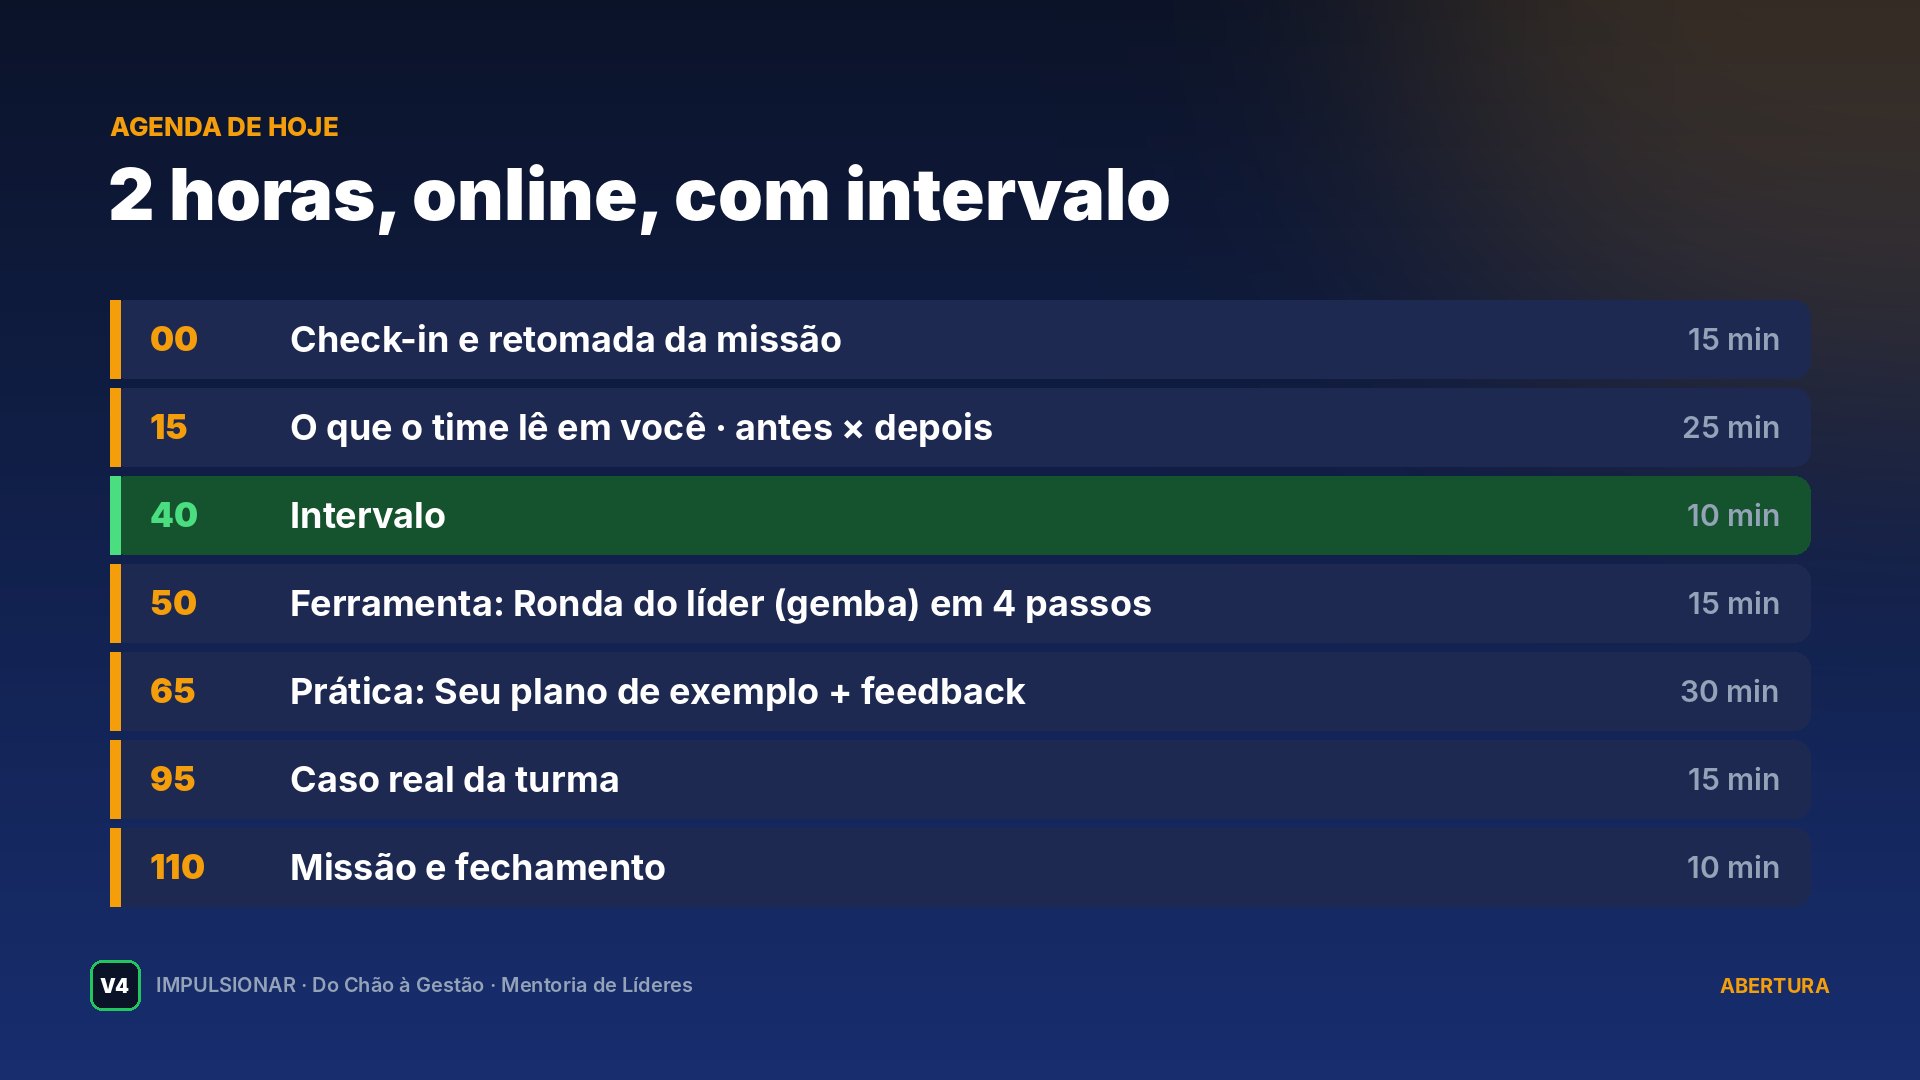 AGENDA DE HOJE
2 horas, online, com intervalo
00 Check-in e retomada da missão 15 min
15 O que o time lê em você · antes × depois 25 min
40 Intervalo 10 min
50 Ferramenta: Ronda do líder (gemba) em 4 passos 15 min
65 Prática: Seu plano de exemplo + feedback 30 min
95 Caso real da turma 15 min
110 Missão e fechamento 10 min
V4 IMPULSIONAR · Do Chão à Gestão · Mentoria de Líderes ABERTURA